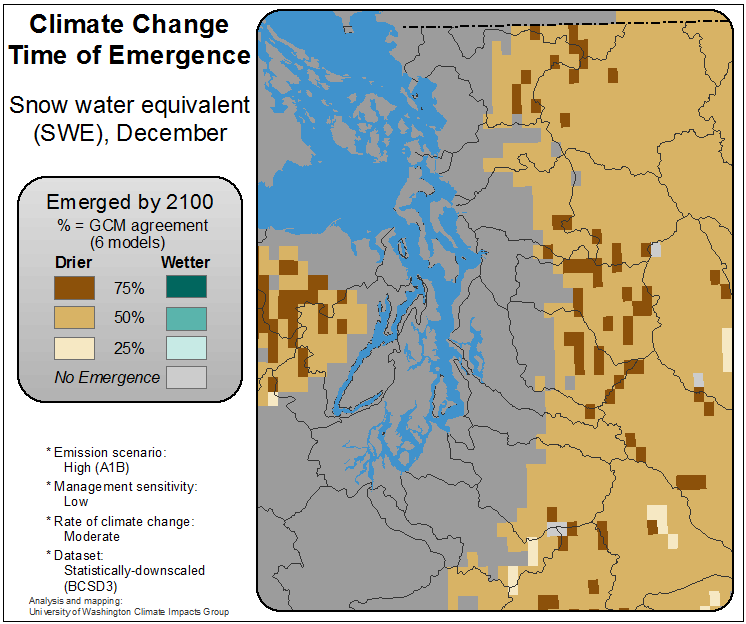 Climate Change
Time of Emergence
Snow water equivalent
(SWE), December
Emerged by 2100
% = GCM agreement
(6 models)
Drier Wetter
75%
50%
25%
No Emergence
* Emission scenario:
High (A1B)
* Management sensitivity:
Low
* Rate of climate change:
Moderate
* Dataset:
Statistically-downscaled
(BCSD3)
Analysis and mapping:
University of Washington Climate Impacts Group